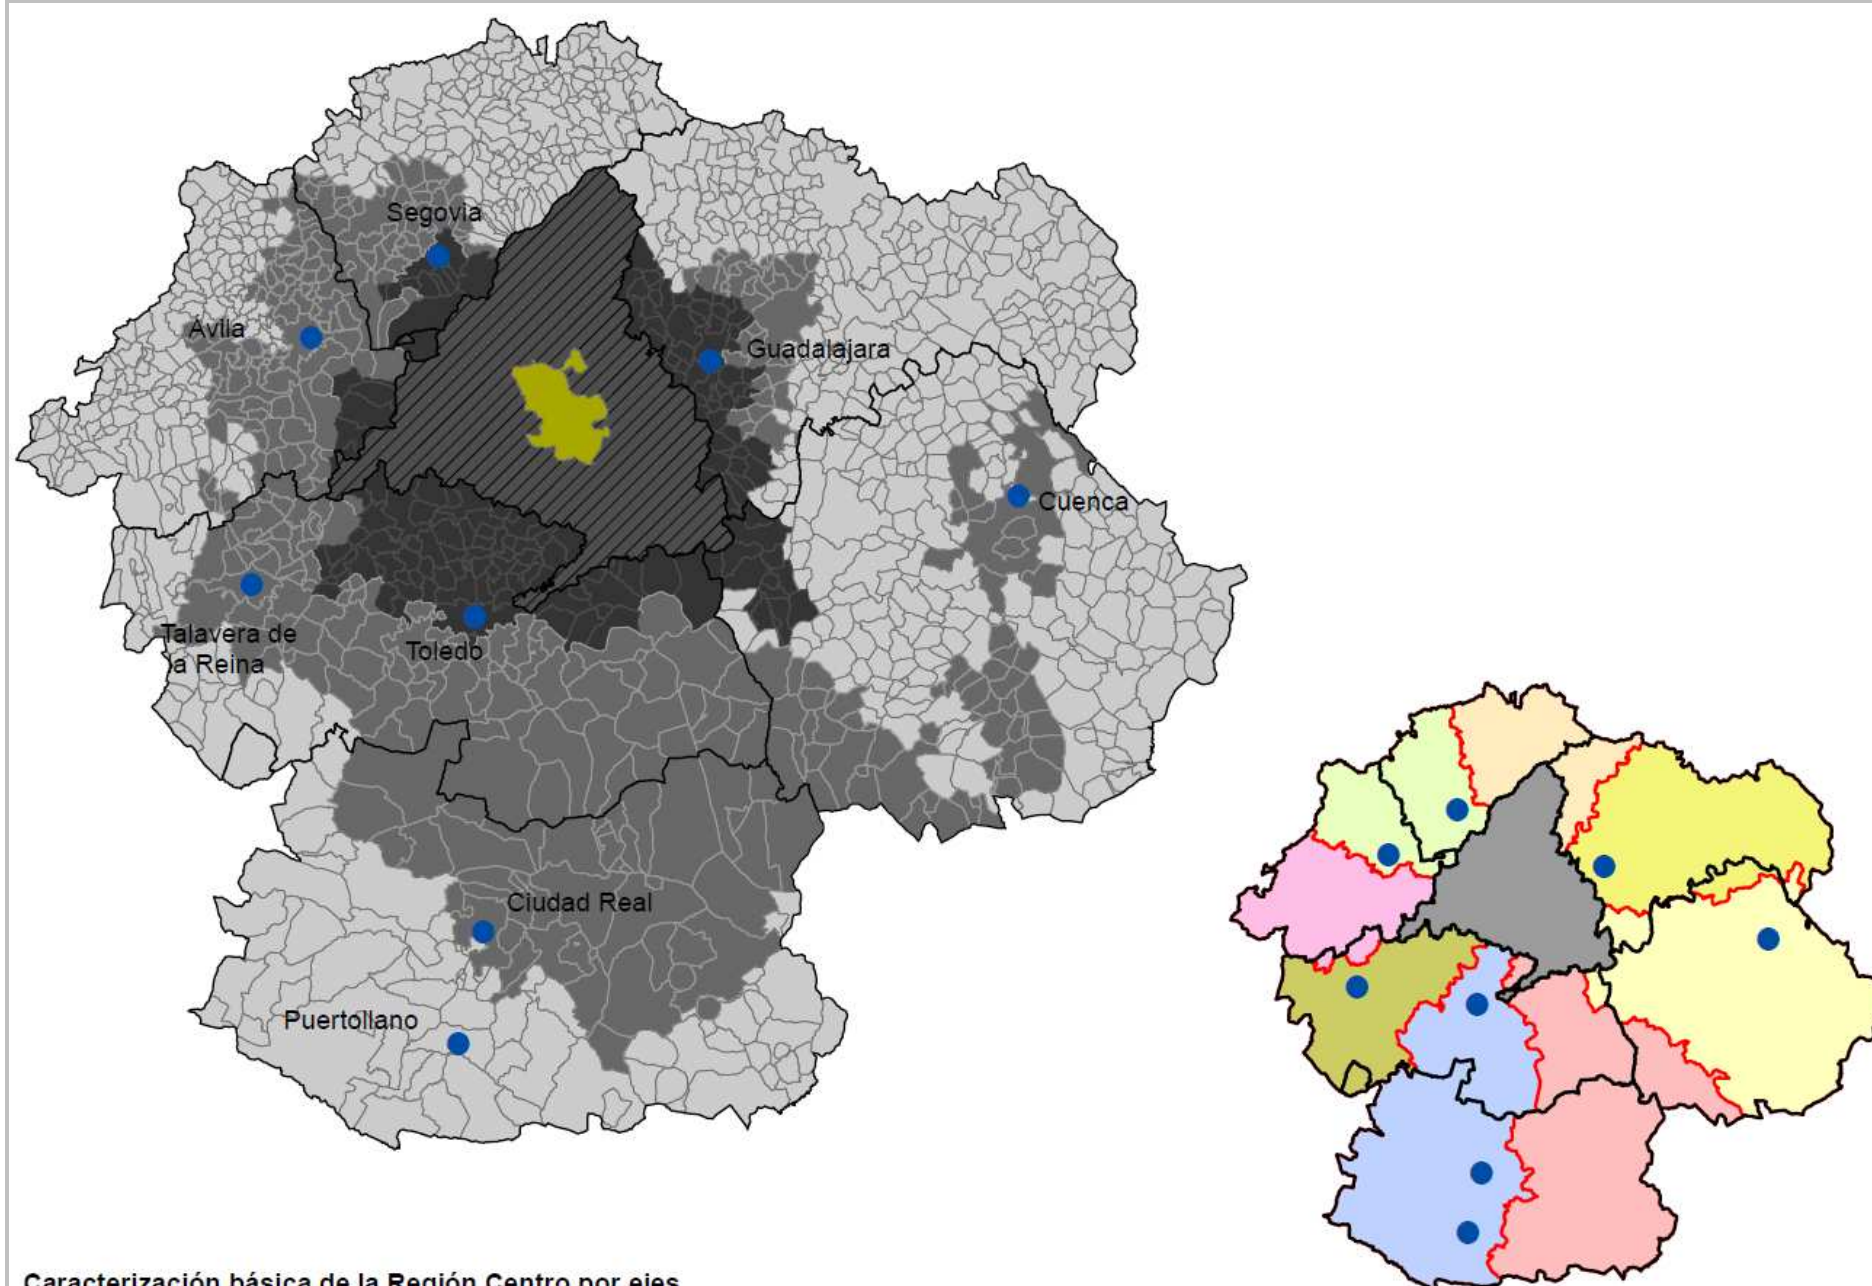 Segovia
Ávila
Guadalajara
Cuenca
Talavera de
la Reina
Toledo
Ciudad Real
Puertollano
Caracterización básica de la Región Centro por ejes